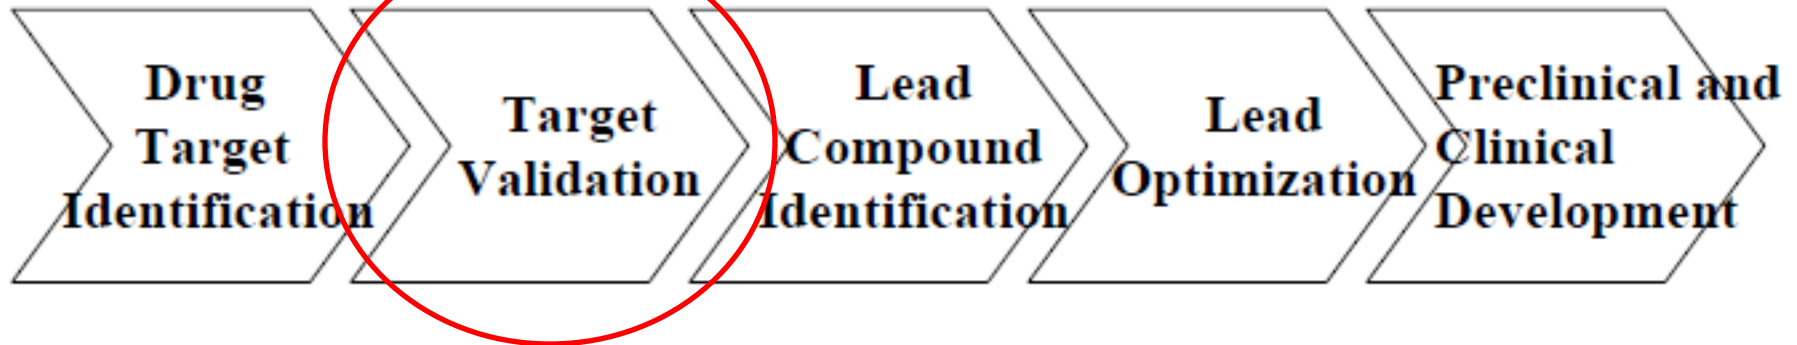 Drug
Target
Identification
Target
Validation
Lead
Compound
Identification
Lead
Optimization
Preclinical and
Clinical
Development